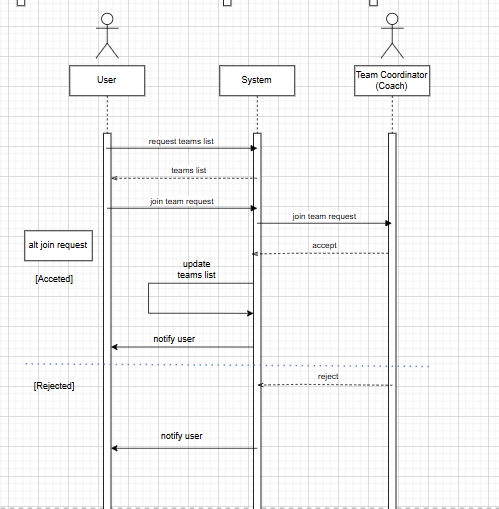 User
System
Team Coordinator
(Coach)
request teams list
teams list
join team request
join team request
alt join request
accept
[Acceted]
update
teams list
notify user
reject
[Rejected]
notify user